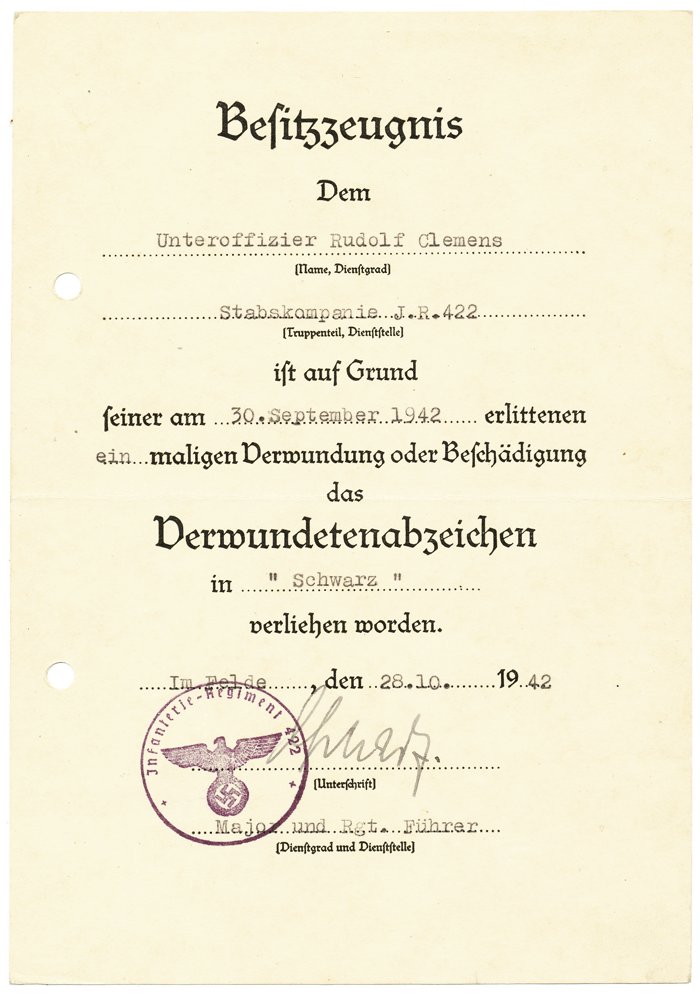 Besitzzeugnis
Dem
Unteroffizier Rudolf Clemens
(Name, Dienstgrad)
Stabskompanie J.R.422
(Truppenteil, Dienststelle)
ist auf Grund
seiner am 30.September 1942 erlittenen
ein maligen Verwundung oder Beschädigung
das
Verwundetenabzeichen
in " Schwarz "
verliehen worden.
Im Felde, den 28.10. 19 42
Infanterie-Regiment 422
(Unterschrift)
Major und Rgt. Führer
(Dienstgrad und Dienststelle)